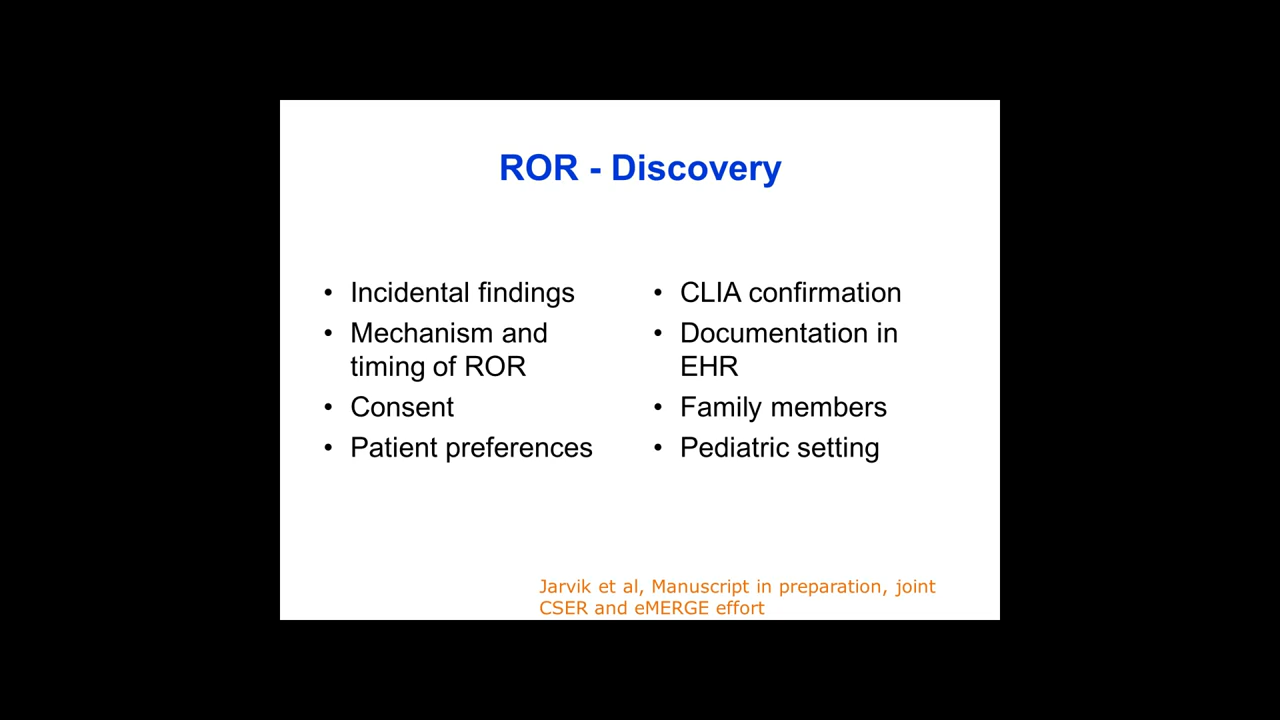 ROR - Discovery
• Incidental findings
• Mechanism and
timing of ROR
• Consent
• Patient preferences
• CLIA confirmation
• Documentation in
EHR
• Family members
• Pediatric setting
Jarvik et al, Manuscript in preparation, joint
CSER and eMERGE effort